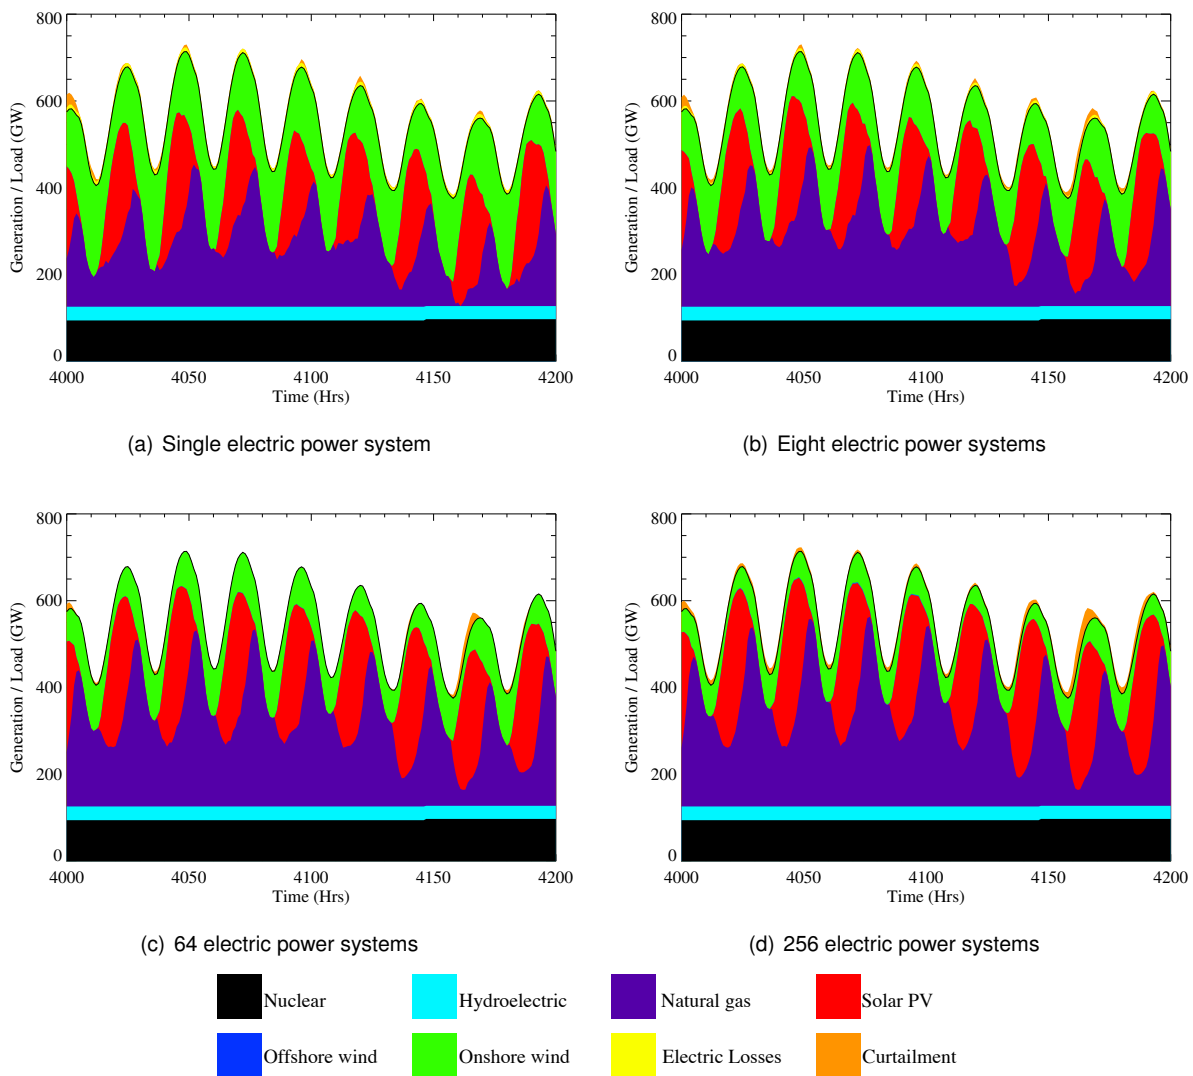 800
600
400
200
0
Generation / Load (GW)
4000 4050 4100 4150 4200
Time (Hrs)
(a) Single electric power system
800
600
400
200
0
Generation / Load (GW)
4000 4050 4100 4150 4200
Time (Hrs)
(b) Eight electric power systems
800
600
400
200
0
Generation / Load (GW)
4000 4050 4100 4150 4200
Time (Hrs)
(c) 64 electric power systems
800
600
400
200
0
Generation / Load (GW)
4000 4050 4100 4150 4200
Time (Hrs)
(d) 256 electric power systems
Nuclear Hydroelectric Natural gas Solar PV
Offshore wind Onshore wind Electric Losses Curtailment